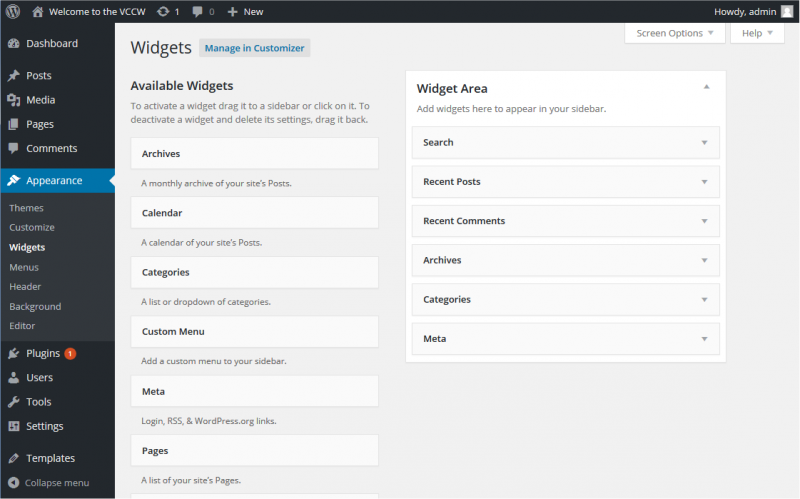 Welcome to the VCCW 1 0 New Howdy, admin
Dashboard
Posts
Media
Pages
Comments
Appearance
Themes
Customize
Widgets
Menus
Header
Background
Editor
Plugins 1
Users
Tools
Settings
Templates
Collapse menu
Screen Options
Help
Widgets Manage in Customizer
Available Widgets
To activate a widget drag it to a sidebar or click on it. To
deactivate a widget and delete its settings, drag it back.
Archives
A monthly archive of your site's Posts.
Calendar
A calendar of your site's Posts.
Categories
A list or dropdown of categories.
Custom Menu
Add a custom menu to your sidebar.
Meta
Login, RSS, & WordPress.org links.
Pages
A list of your site's Pages.
Widget Area
Add widgets here to appear in your sidebar.
Search
Recent Posts
Recent Comments
Archives
Categories
Meta